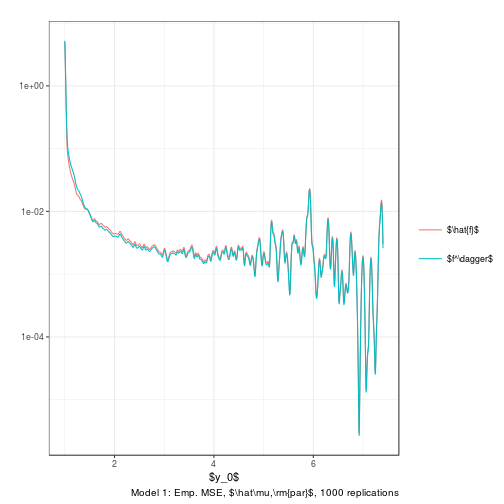 1e+00
1e-02
1e-04
2
4
6
$y_0$
$\hat{f}$
$f^\dagger$
Model 1: Emp. MSE, $\hat\mu,\rm{par}$, 1000 replications